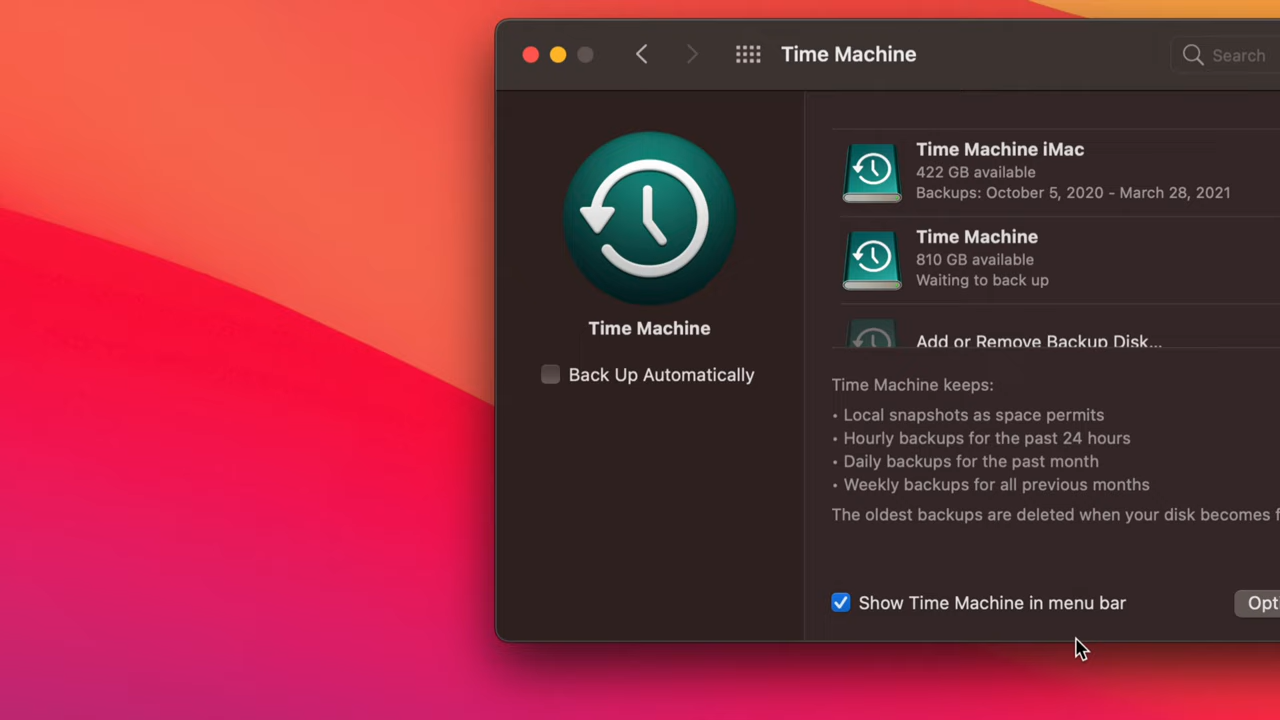 Time Machine
Search
Time Machine iMac
422 GB available
Backups: October 5, 2020 - March 28, 2021
Time Machine
810 GB available
Waiting to back up
Add or Remove Backup Disk...
Time Machine
Back Up Automatically
Time Machine keeps:
• Local snapshots as space permits
• Hourly backups for the past 24 hours
• Daily backups for the past month
• Weekly backups for all previous months
The oldest backups are deleted when your disk becomes
Show Time Machine in menu bar
Opt